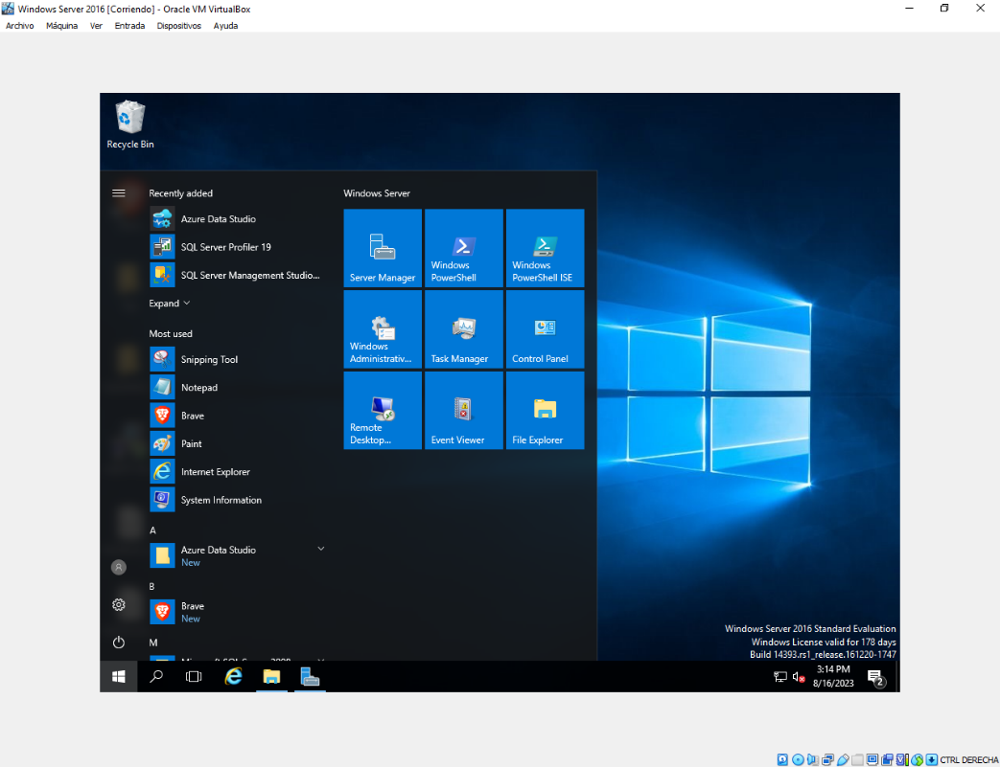 Windows Server 2016 [Corriendo] - Oracle VM VirtualBox
Archivo Máquina Ver Entrada Dispositivos Ayuda
Recycle Bin
Recently added
Azure Data Studio
SQL Server Profiler 19
SQL Server Management Studio...
Expand
Most used
Snipping Tool
Notepad
Brave
Paint
Internet Explorer
System Information
A
Azure Data Studio
New
B
Brave
New
M
Windows Server
Server Manager
Windows
PowerShell
Windows
PowerShell ISE
Windows
Administrativ...
Task Manager
Control Panel
Remote
Desktop...
Event Viewer
File Explorer
Windows Server 2016 Standard Evaluation
Windows License valid for 178 days
Build 14393.rs1_release.161220-1747
3:14 PM
8/16/2023
2
CTRL DERECHA